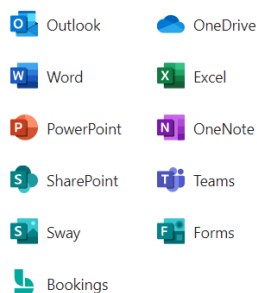 Outlook OneDrive
Word Excel
PowerPoint OneNote
SharePoint Teams
Sway Forms
Bookings